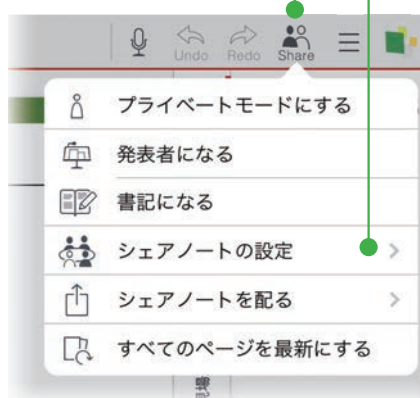 Undo Redo Share
プライベートモードにする
発表者になる
書記になる
シェアノートの設定
シェアノートを配る
すべてのページを最新にする